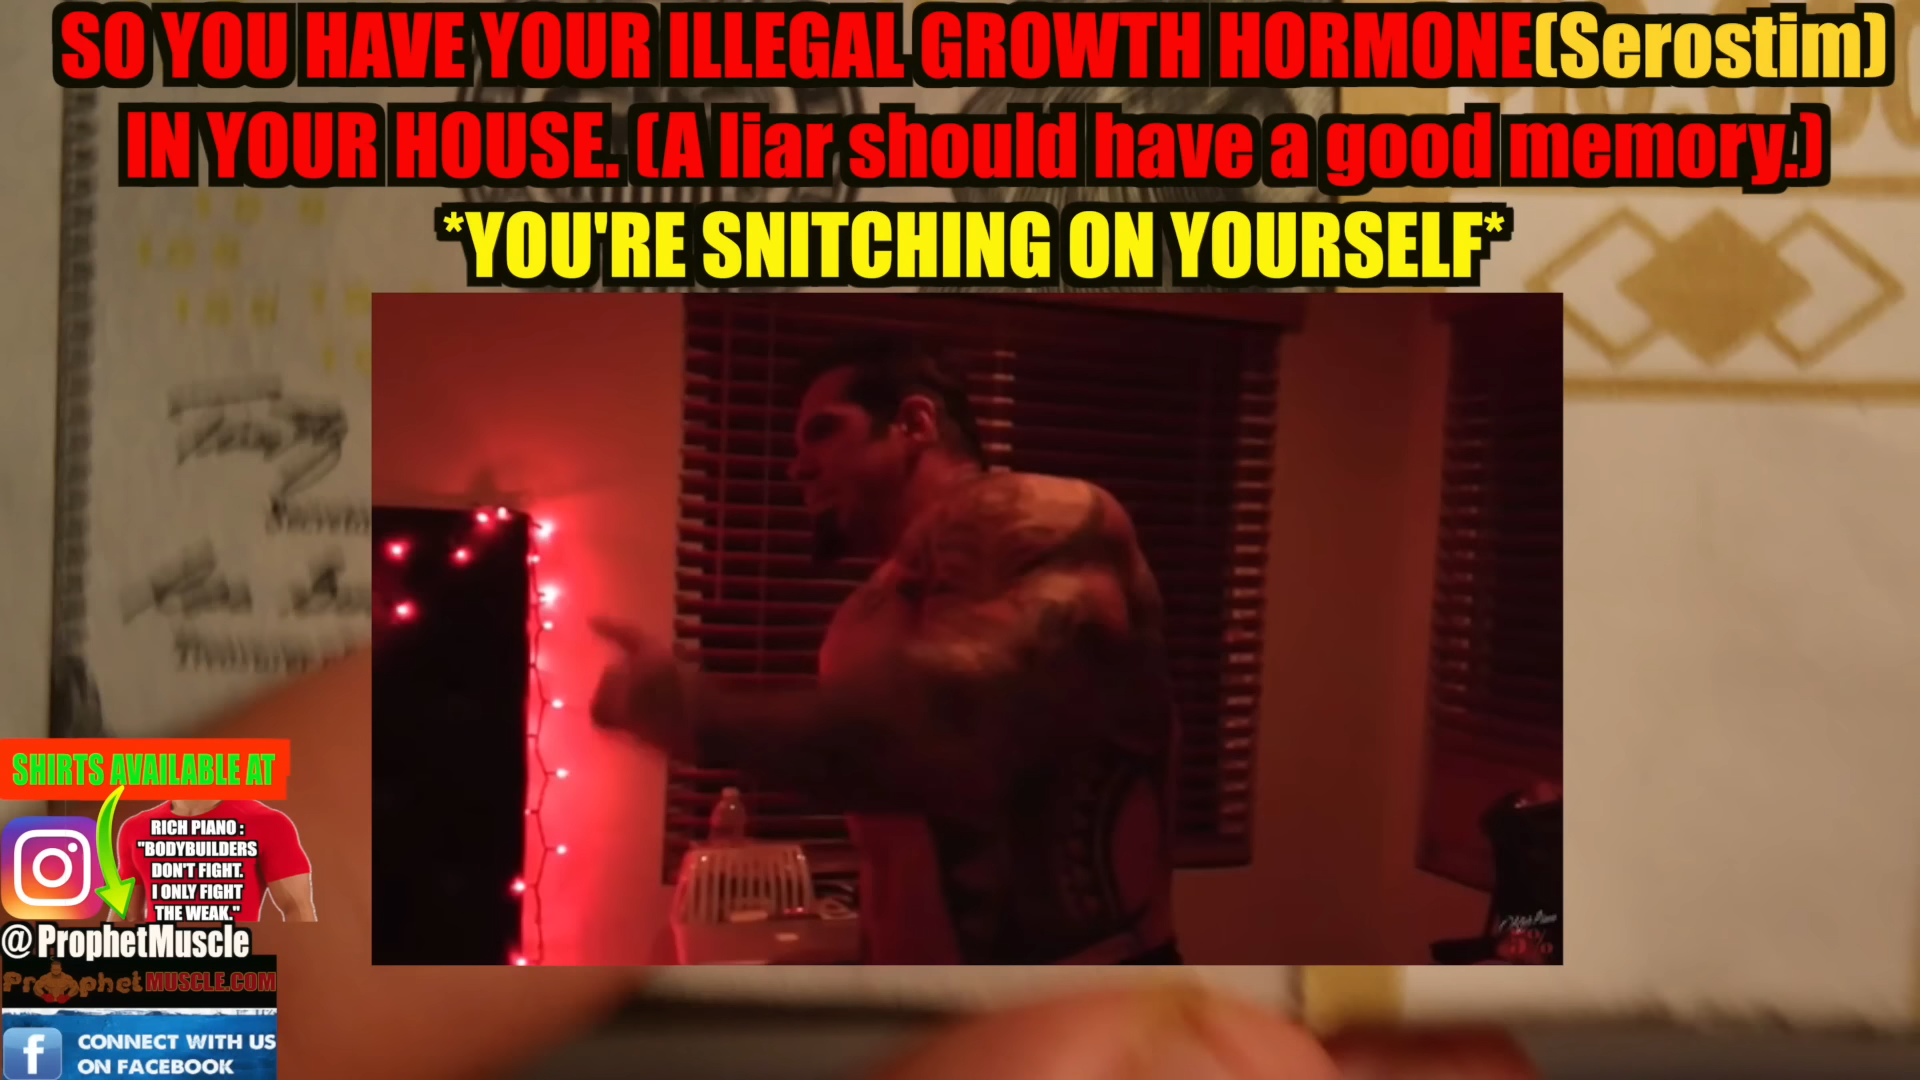 SO YOU HAVE YOUR ILLEGAL GROWTH HORMONE(Serostim)
IN YOUR HOUSE. (A liar should have a good memory.)
*YOU'RE SNITCHING ON YOURSELF*
SHIRTS AVAILABLE AT
RICH PIANO :
"BODYBUILDERS
DON'T FIGHT.
I ONLY FIGHT
THE WEAK."
@ProphetMuscle
ProphetMUSCLE.COM
f CONNECT WITH US
ON FACEBOOK
5%